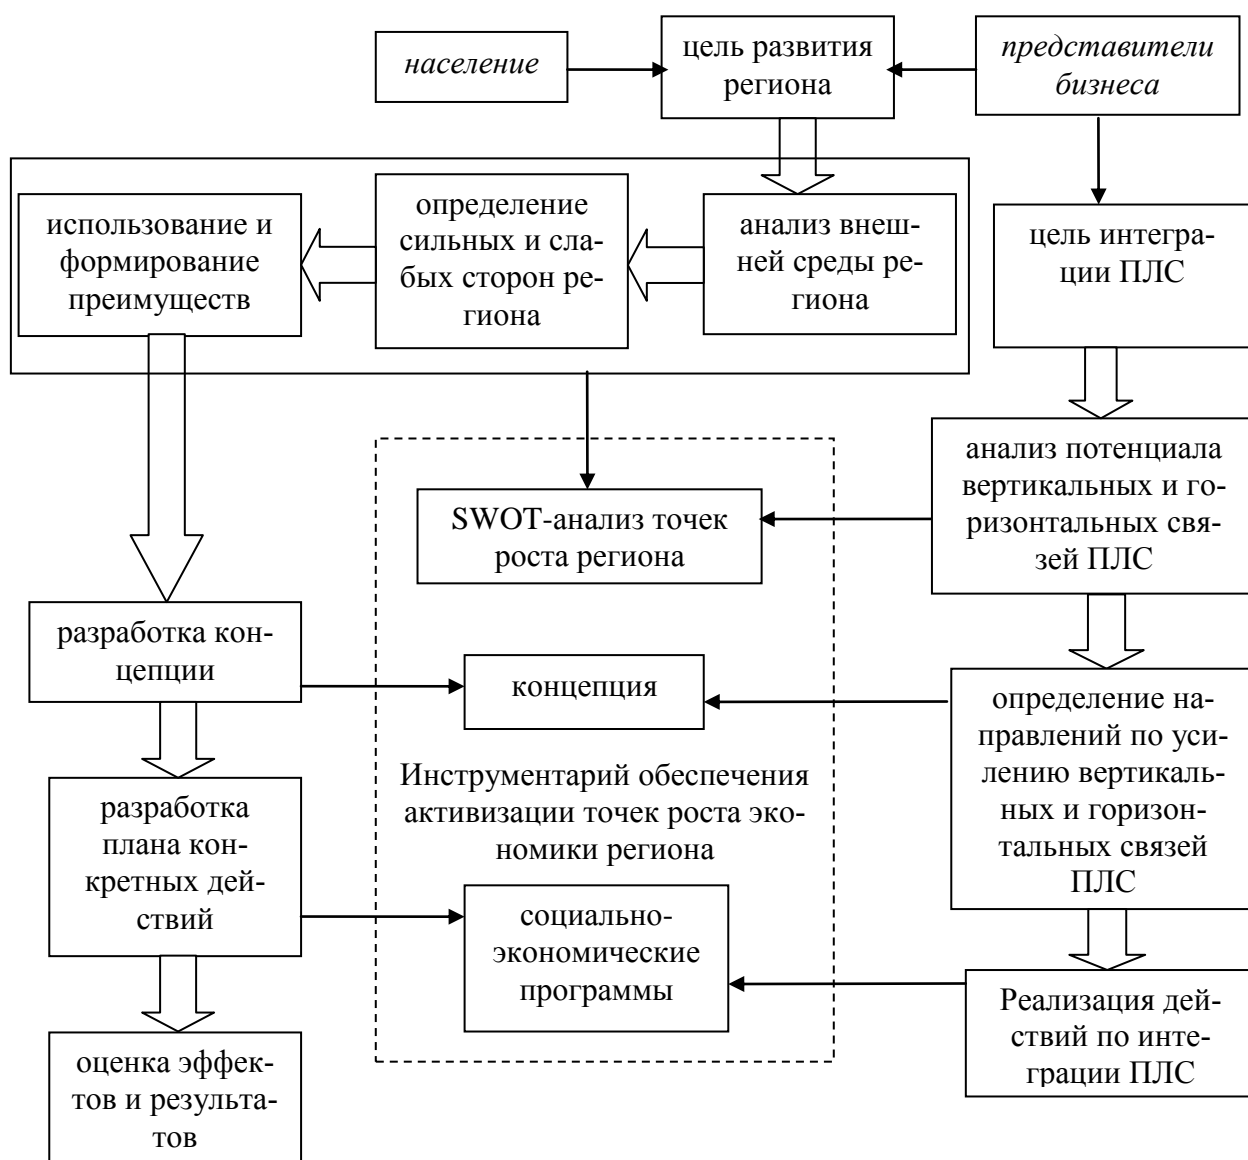 население
цель развития
региона
представители
бизнеса
использование и
формирование
преимуществ
определение
сильных и сла-
бых сторон ре-
гиона
анализ внеш-
ней среды ре-
гиона
цель интегра-
ции ПЛС
SWOT-анализ точек
роста региона
анализ потенциала
вертикальных и го-
ризонтальных свя-
зей ПЛС
разработка кон-
цепции
концепция
определение на-
правлений по уси-
лению вертикаль-
ных и горизон-
тальных связей
ПЛС
Инструментарий обеспечения
активизации точек роста эко-
номики региона
разработка
плана кон-
кретных дей-
ствий
социально-
экономические
программы
Реализация дей-
ствий по инте-
грации ПЛС
оценка эффек-
тов и результа-
тов